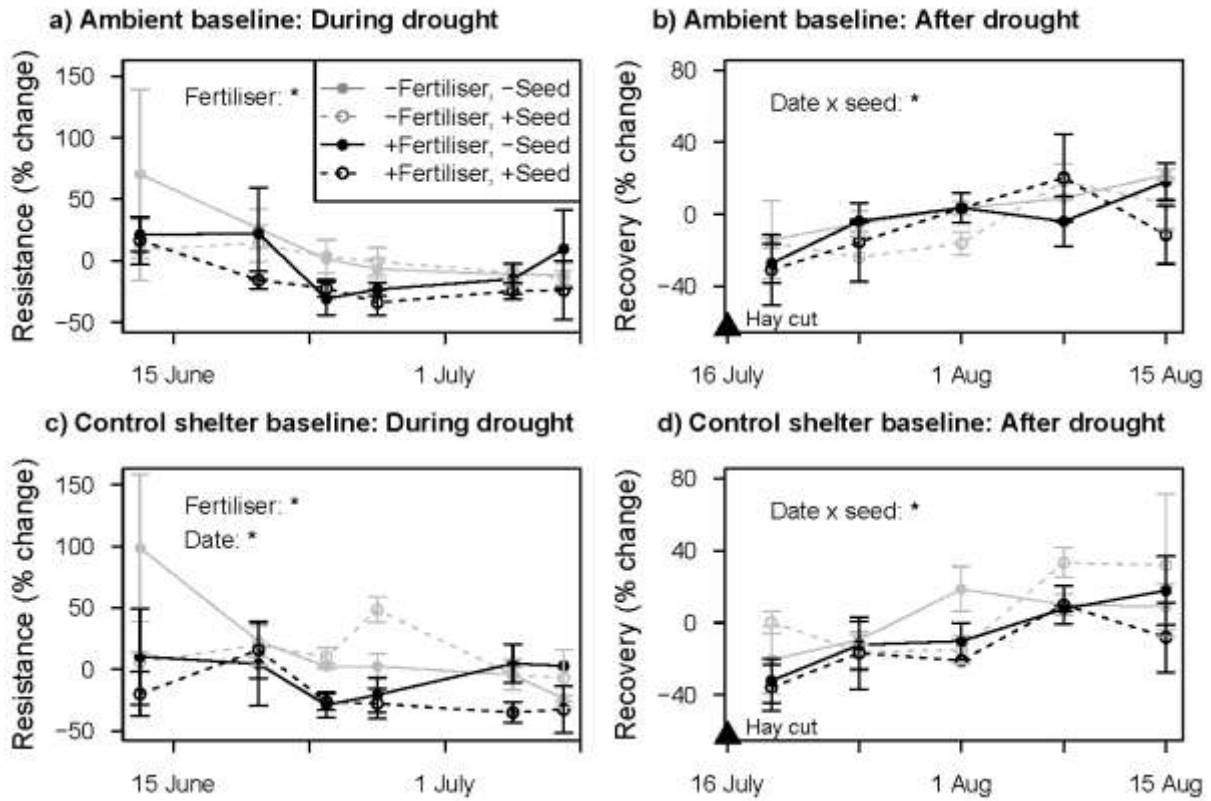 a) Ambient baseline: During drought
Resistance (% change)
150
100
50
0
−50
Fertiliser: *
−Fertiliser, −Seed
−Fertiliser, +Seed
+Fertiliser, −Seed
+Fertiliser, +Seed
15 June
1 July
b) Ambient baseline: After drought
Recovery (% change)
80
40
0
−40
Date x seed: *
Hay cut
16 July
1 Aug
15 Aug
c) Control shelter baseline: During drought
Resistance (% change)
150
100
50
0
−50
Fertiliser: *
Date: *
15 June
1 July
d) Control shelter baseline: After drought
Recovery (% change)
80
40
0
−40
Date x seed: *
Hay cut
16 July
1 Aug
15 Aug